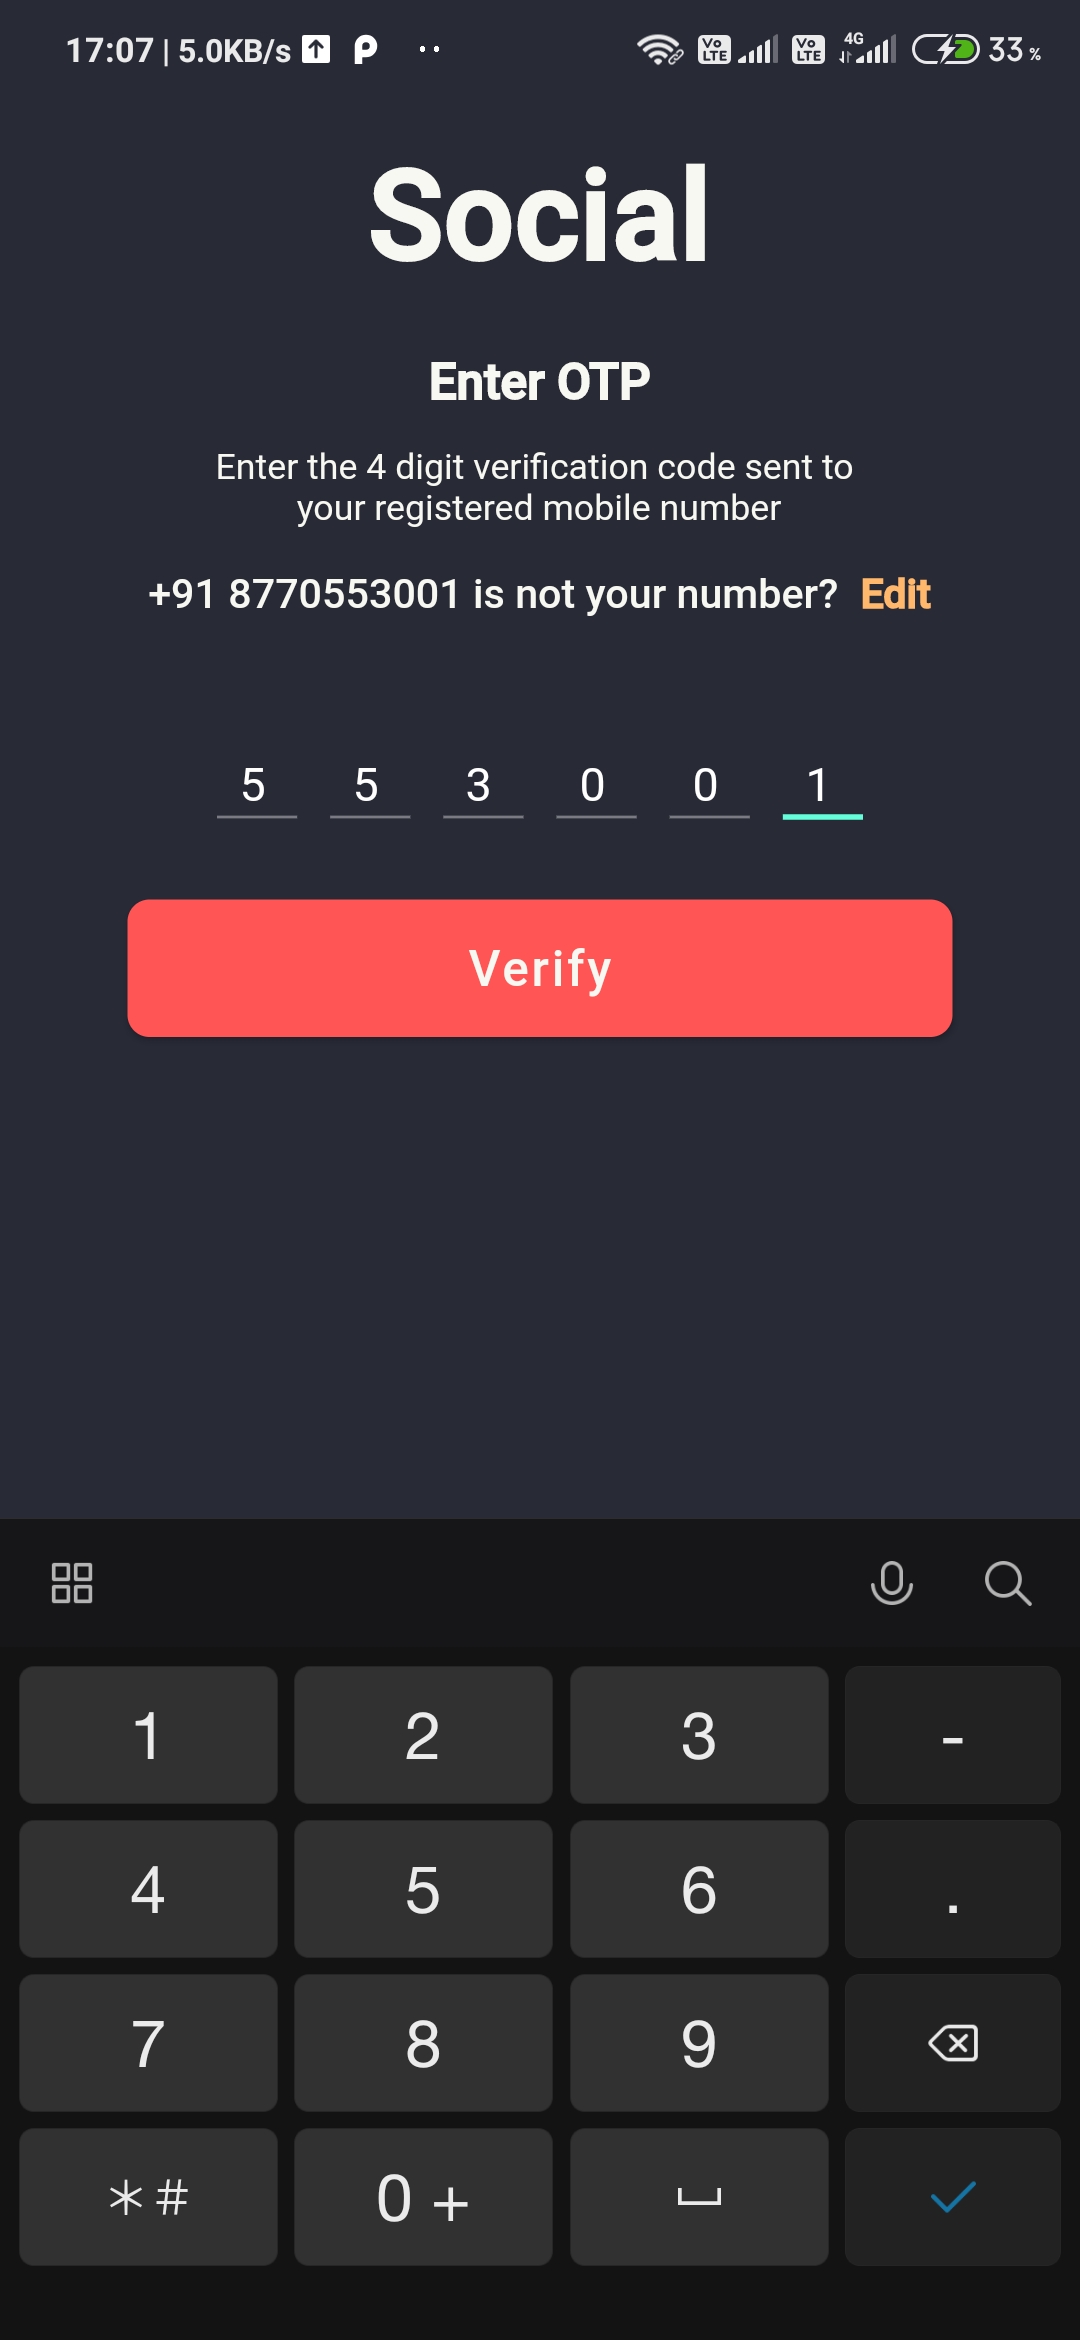 17:07 | 5.0KB/s
Vo LTE Vo LTE 4G 33 %
Social
Enter OTP
Enter the 4 digit verification code sent to
your registered mobile number
+91 8770553001 is not your number? Edit
5 5 3 0 0 1
Verify
1 2 3 -
4 5 6 .
7 8 9
*# 0 +